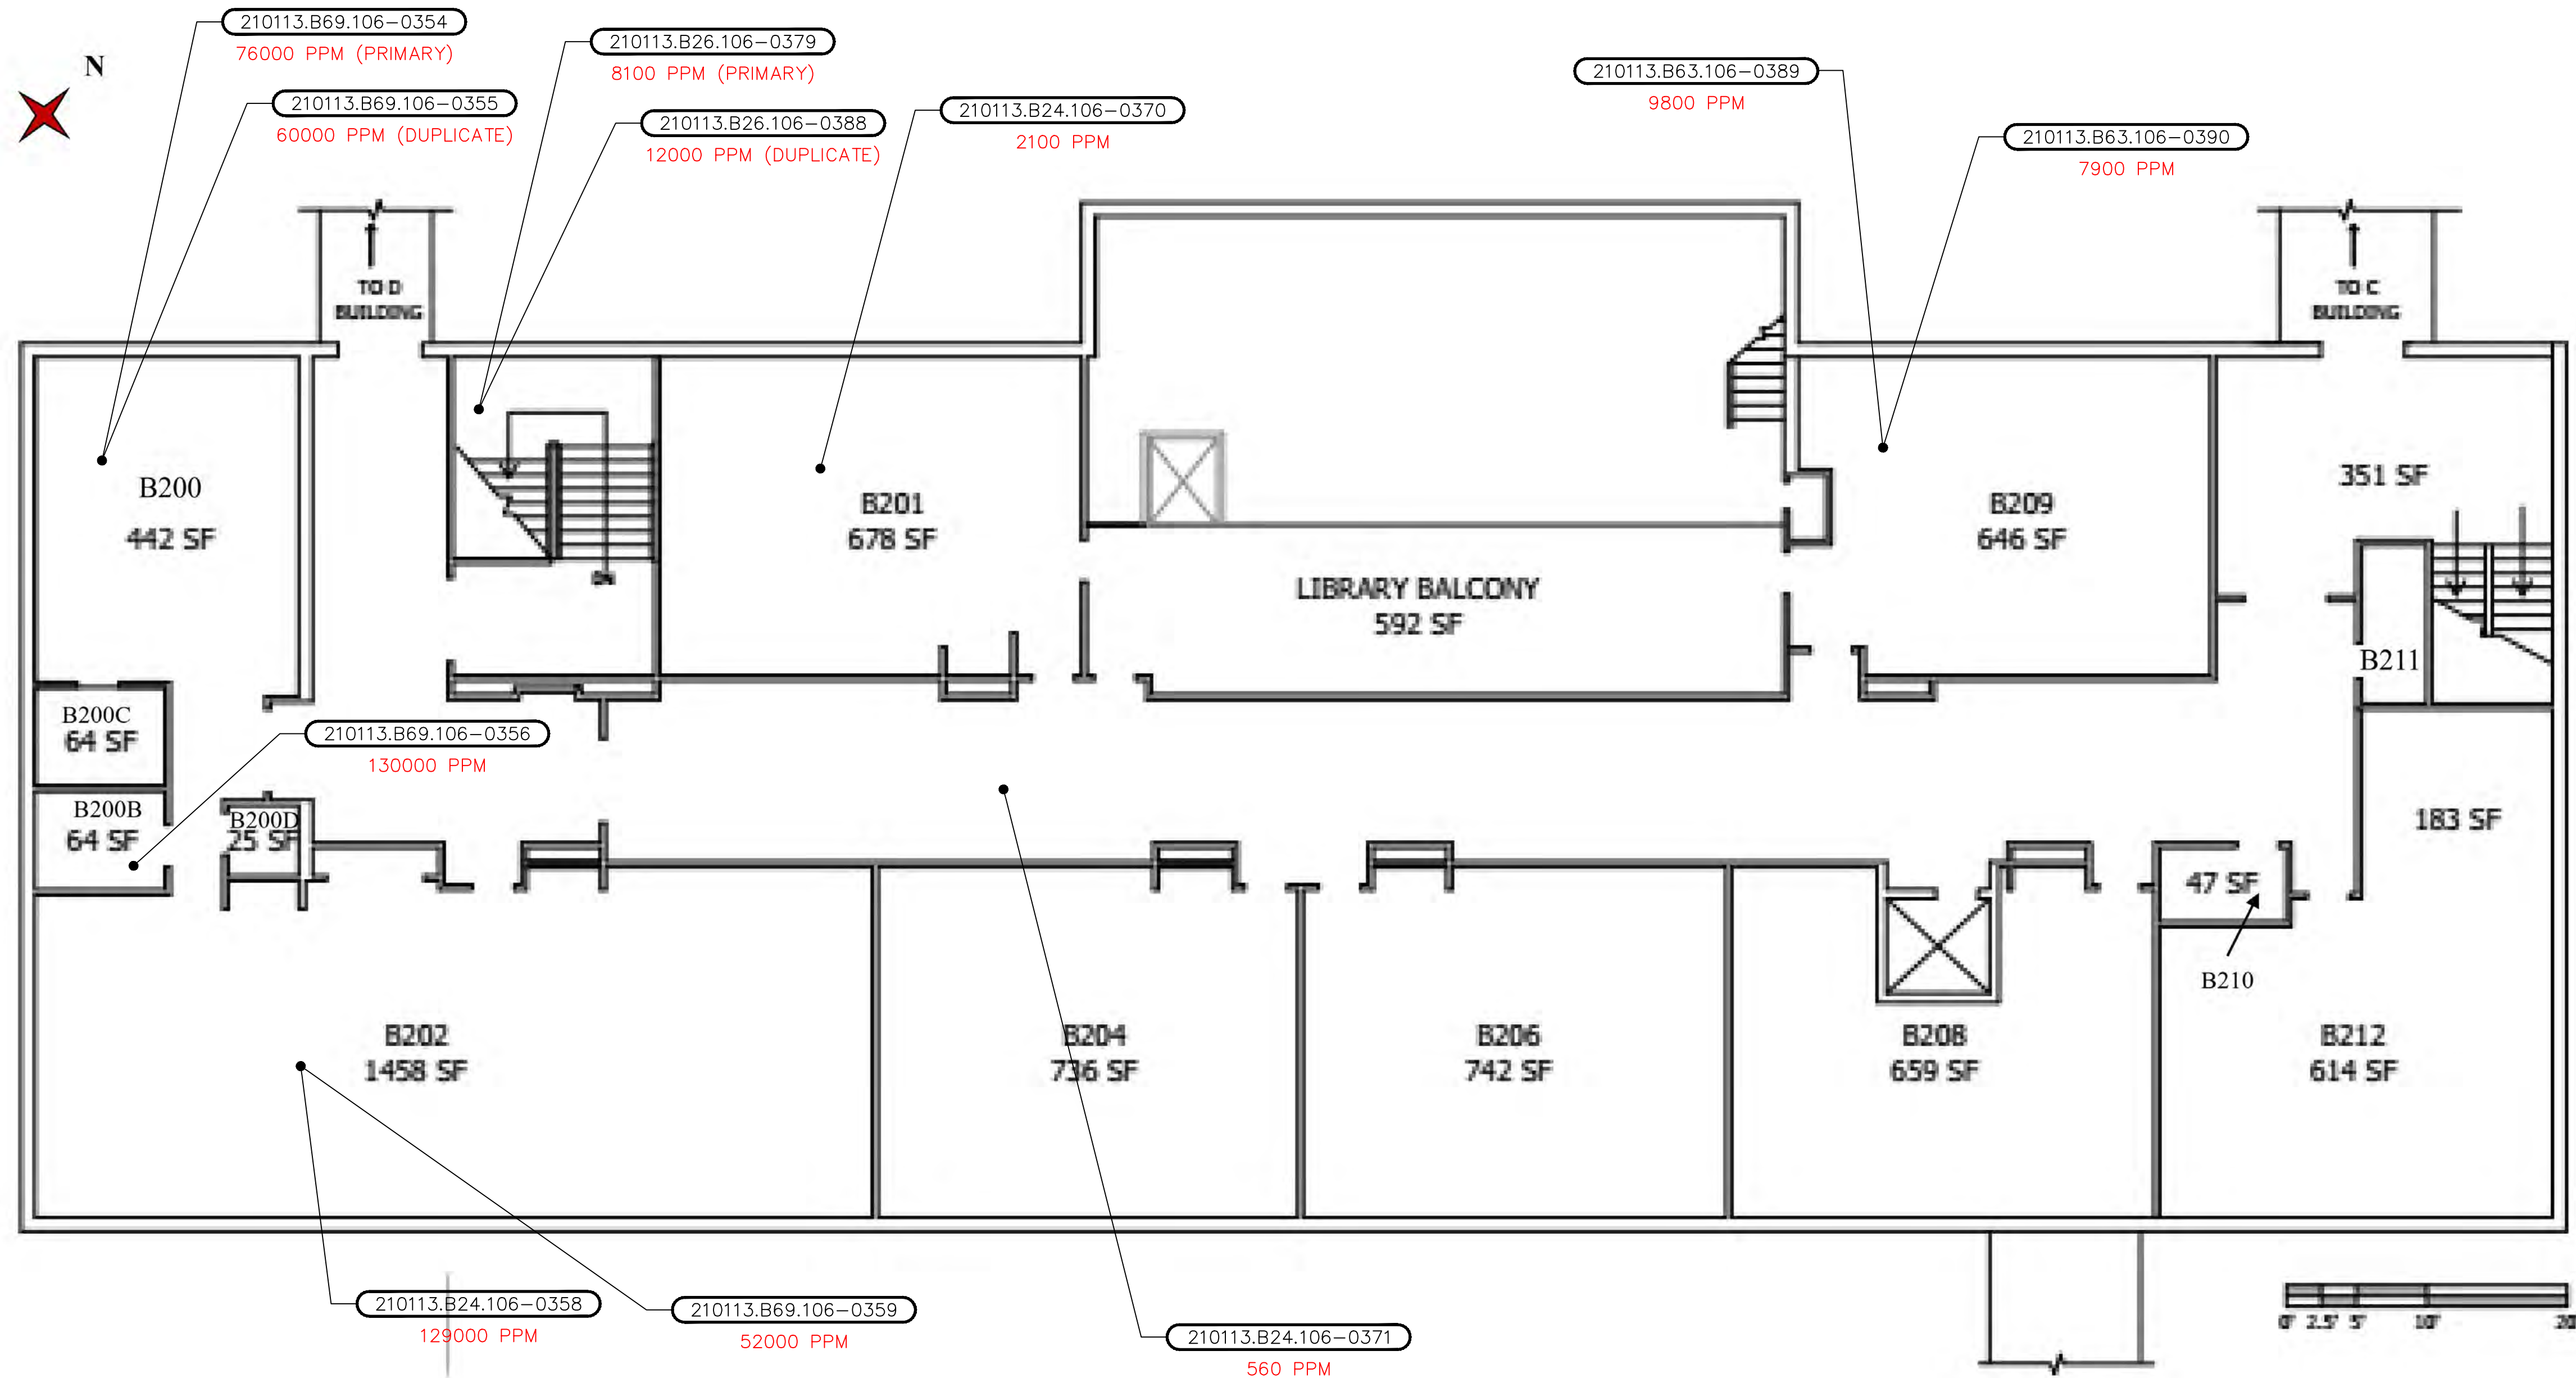 210113.B69.106-0354
76000 PPM (PRIMARY)
N
210113.B69.106-0355
60000 PPM (DUPLICATE)
210113.B26.106-0379
8100 PPM (PRIMARY)
210113.B26.106-0388
12000 PPM (DUPLICATE)
210113.B24.106-0370
2100 PPM
210113.B63.106-0389
9800 PPM
210113.B63.106-0390
7900 PPM
TO D
BUILDING
TO C
BUILDING
B200
442 SF
DN
B201
678 SF
LIBRARY BALCONY
592 SF
B209
646 SF
351 SF
B211
B200C
64 SF
210113.B69.106-0356
130000 PPM
B200B
64 SF
B200D
25 SF
183 SF
47 SF
B210
B202
1458 SF
B204
736 SF
B206
742 SF
B208
659 SF
B212
614 SF
210113.B24.106-0358
129000 PPM
210113.B69.106-0359
52000 PPM
210113.B24.106-0371
560 PPM
0' 2.5' 5' 10' 20